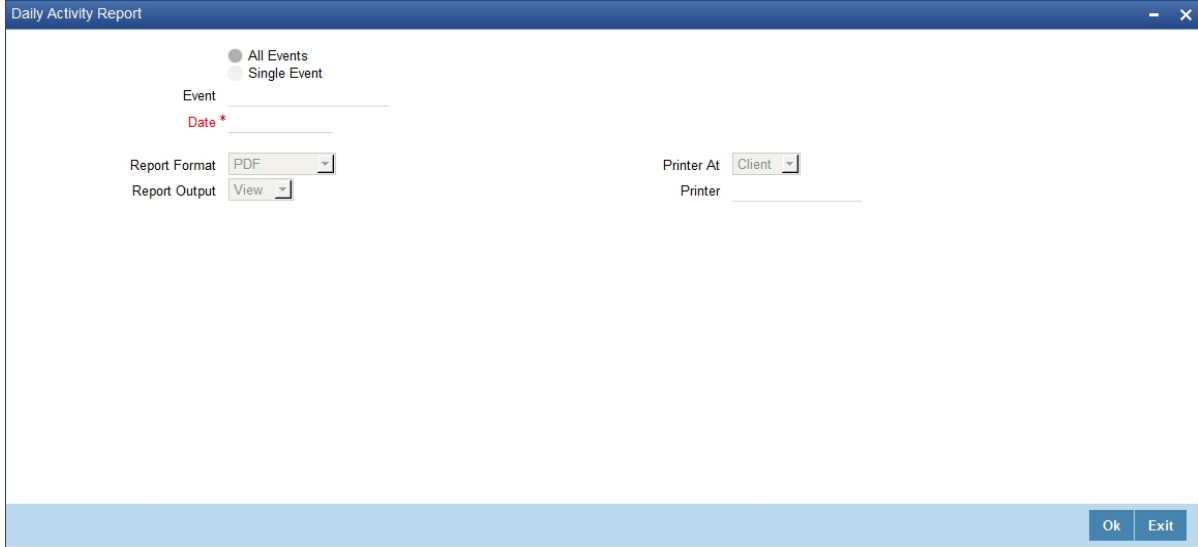 Daily Activity Report
All Events
Single Event
Event
Date *
Report Format PDF
Printer At Client
Report Output View
Printer
Ok Exit